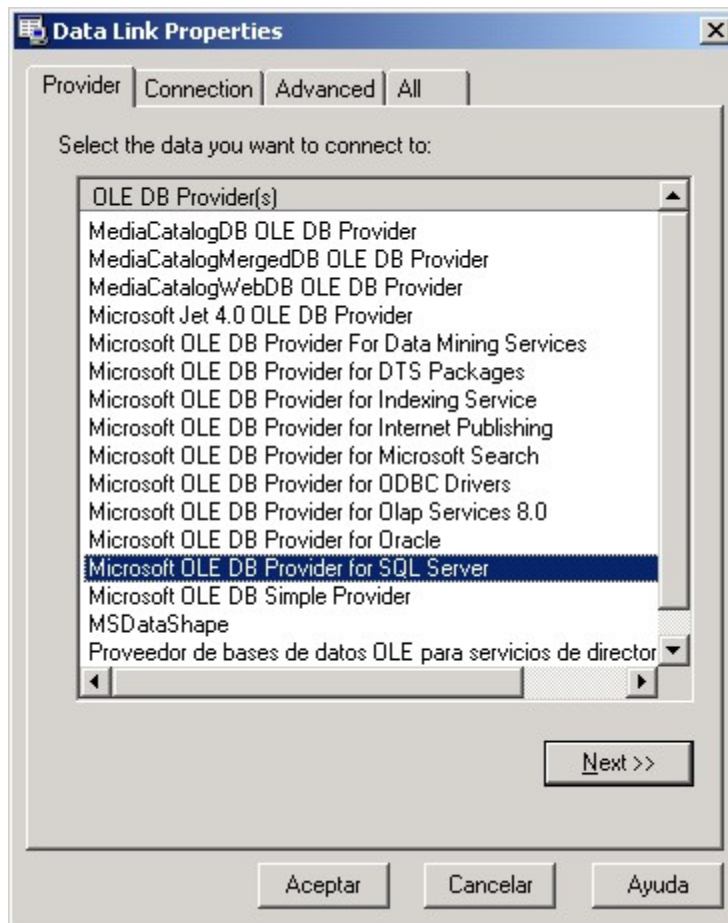 Data Link Properties
Provider Connection Advanced All
Select the data you want to connect to:
OLE DB Provider(s)
MediaCatalogDB OLE DB Provider
MediaCatalogMergedDB OLE DB Provider
MediaCatalogWebDB OLE DB Provider
Microsoft Jet 4.0 OLE DB Provider
Microsoft OLE DB Provider For Data Mining Services
Microsoft OLE DB Provider for DTS Packages
Microsoft OLE DB Provider for Indexing Service
Microsoft OLE DB Provider for Internet Publishing
Microsoft OLE DB Provider for Microsoft Search
Microsoft OLE DB Provider for ODBC Drivers
Microsoft OLE DB Provider for Olap Services 8.0
Microsoft OLE DB Provider for Oracle
Microsoft OLE DB Provider for SQL Server
Microsoft OLE DB Simple Provider
MSDataShape
Proveedor de bases de datos OLE para servicios de director
Next >>
Aceptar Cancelar Ayuda